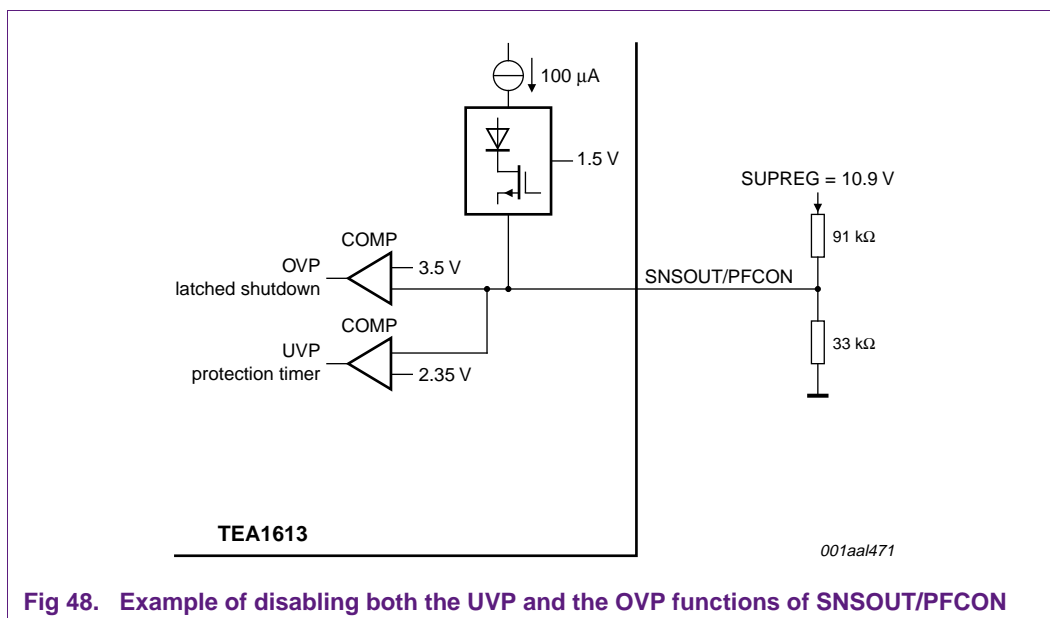 100 μA
1.5 V
SUPREG = 10.9 V
91 kΩ
COMP
OVP
latched shutdown
3.5 V
SNSOUT/PFCON
COMP
UVP
protection timer
2.35 V
33 kΩ
TEA1613
001aal471
Fig 48. Example of disabling both the UVP and the OVP functions of SNSOUT/PFCON